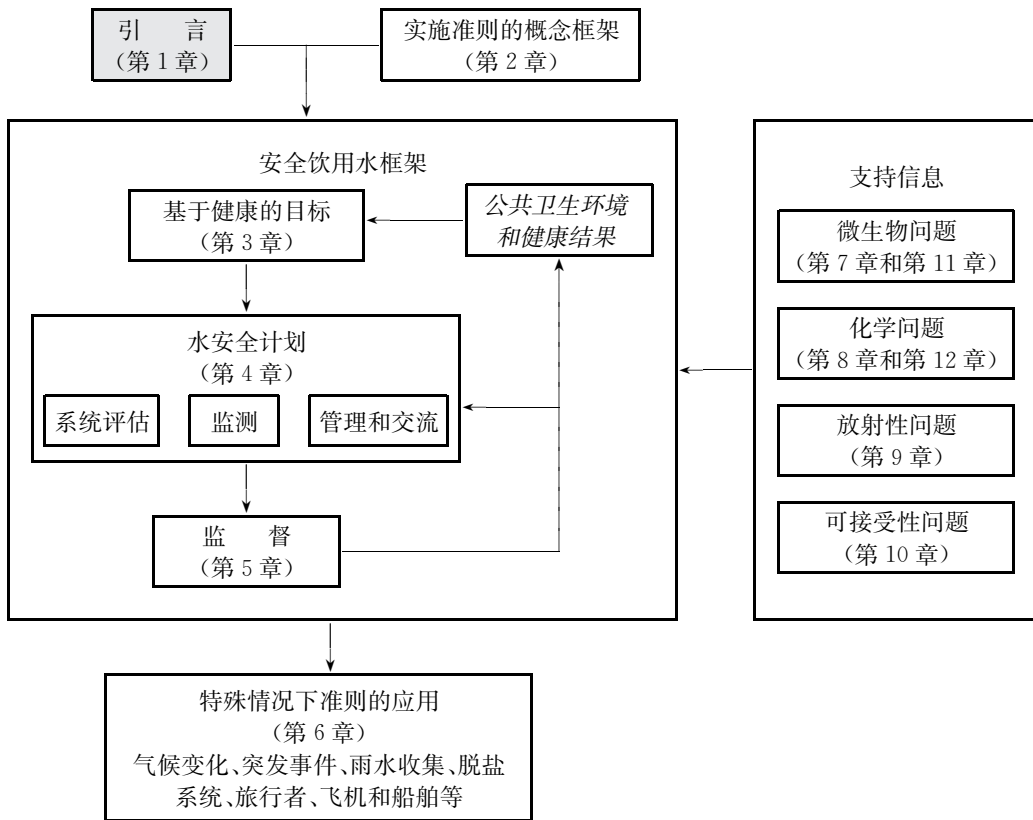 引 言
(第 1 章)
实施准则的概念框架
(第 2 章)
安全饮用水框架
基于健康的目标
(第 3 章)
公共卫生环境
和健康结果
水安全计划
(第 4 章)
系统评估
监测
管理和交流
监 督
(第 5 章)
支持信息
微生物问题
(第 7 章和第 11 章)
化学问题
(第 8 章和第 12 章)
放射性问题
(第 9 章)
可接受性问题
(第 10 章)
特殊情况下准则的应用
(第 6 章)
气候变化、突发事件、雨水收集、脱盐
系统、旅行者、飞机和船舶等